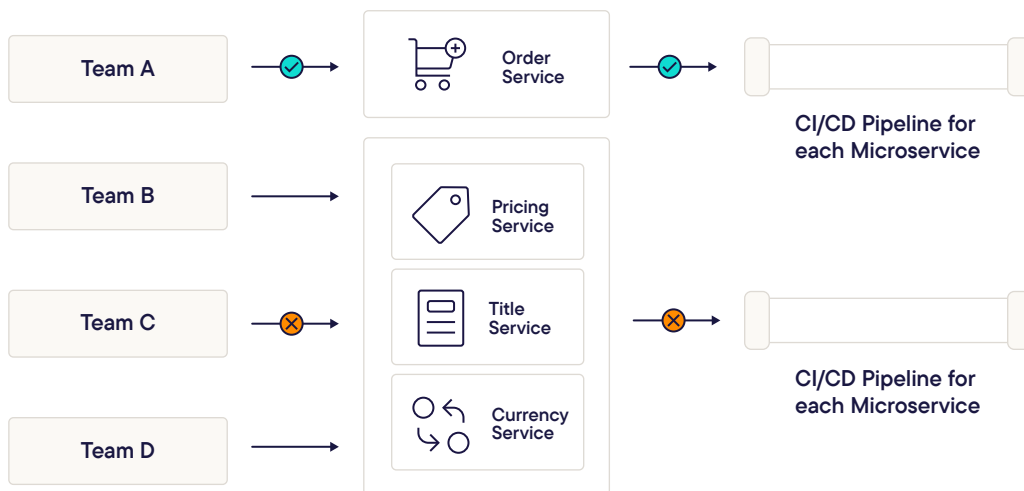 Team A
Order
Service
CI/CD Pipeline for
each Microservice
Team B
Pricing
Service
Team C
Title
Service
CI/CD Pipeline for
each Microservice
Team D
Currency
Service